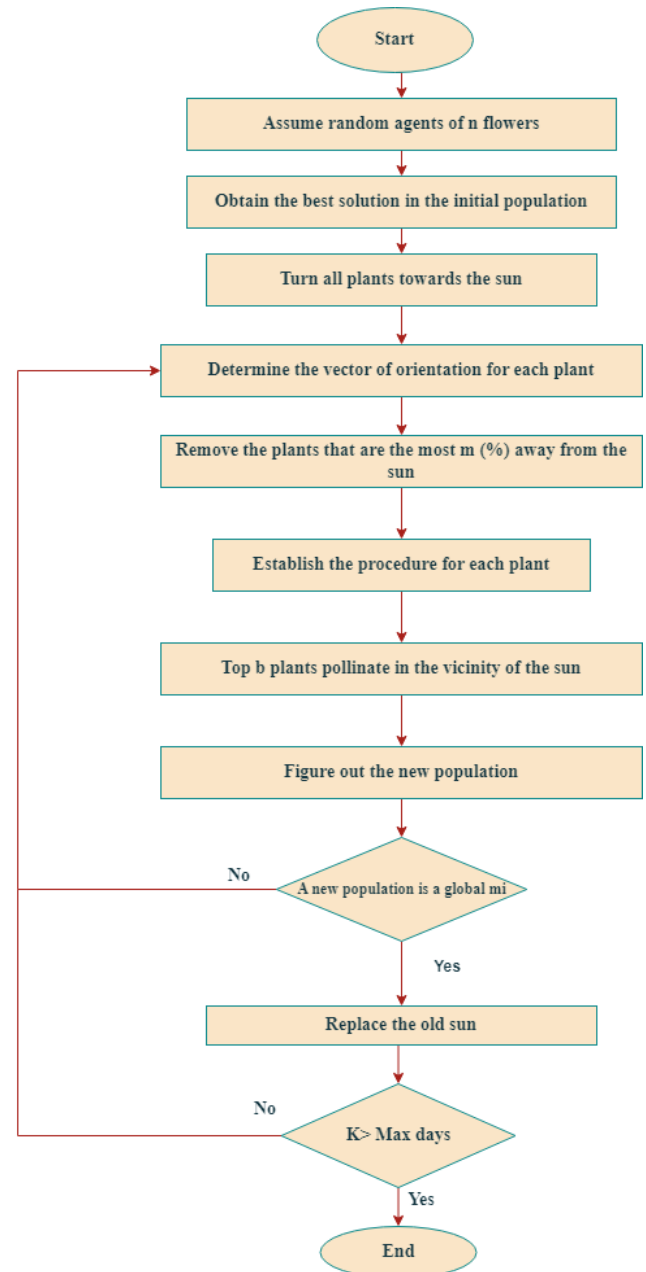 Start
Assume random agents of n flowers
Obtain the best solution in the initial population
Turn all plants towards the sun
Determine the vector of orientation for each plant
Remove the plants that are the most m (%) away from the
sun
Establish the procedure for each plant
Top b plants pollinate in the vicinity of the sun
Figure out the new population
No
A new population is a global mi
Yes
Replace the old sun
No
K> Max days
Yes
End